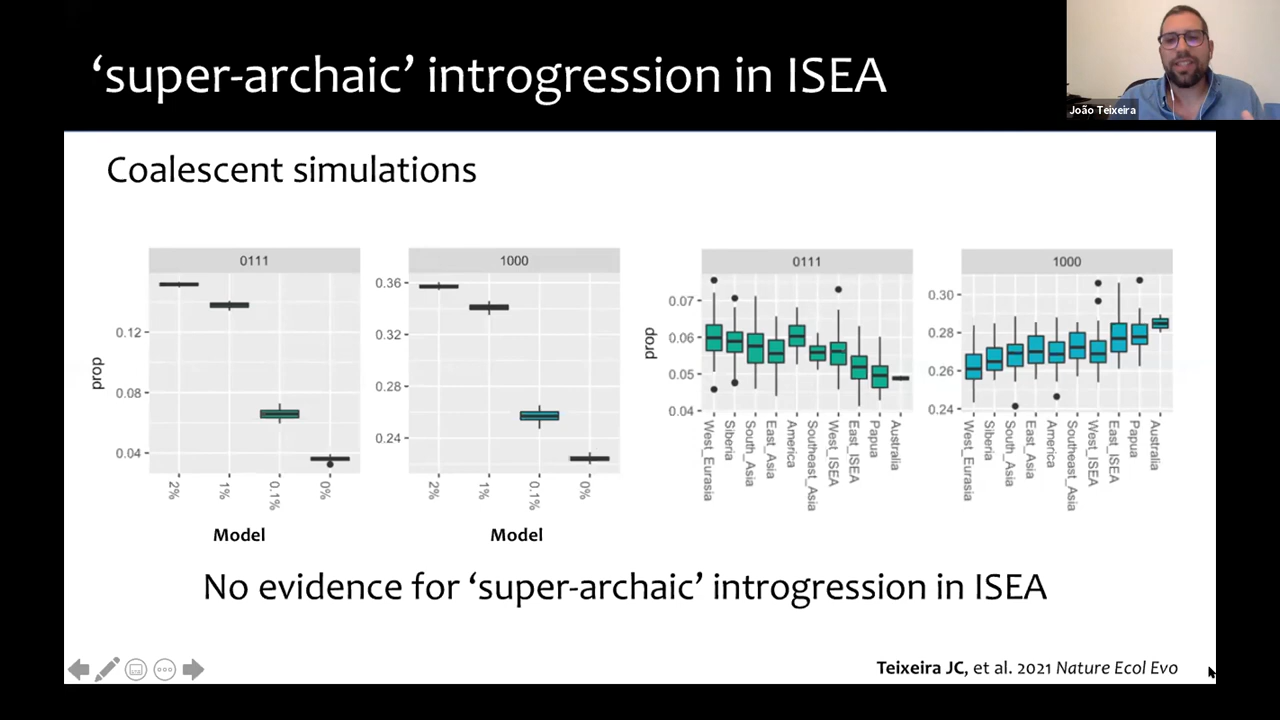 ‘super-archaic’ introgression in ISEA
João Teixeira
Coalescent simulations
0111
1000
0111
1000
prop
0.12
0.08
0.04
2%
1%
0.1%
0%
Model
0.36
0.32
0.28
0.24
2%
1%
0.1%
0%
Model
prop
0.07
0.06
0.05
0.04
West_Eurasia
Siberia
South_Asia
East_Asia
America
Southeast_Asia
West_ISEA
East_ISEA
Papua
Australia
0.30
0.28
0.26
0.24
West_Eurasia
Siberia
South_Asia
East_Asia
America
Southeast_Asia
West_ISEA
East_ISEA
Papua
Australia
No evidence for ‘super-archaic’ introgression in ISEA
Teixeira JC, et al. 2021 Nature Ecol Evo